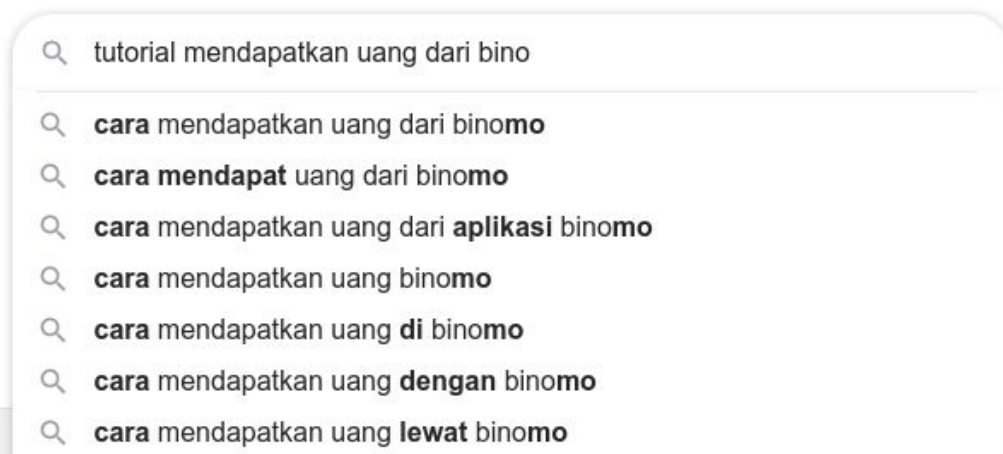 tutorial mendapatkan uang dari bino
cara mendapatkan uang dari binomo
cara mendapat uang dari binomo
cara mendapatkan uang dari aplikasi binomo
cara mendapatkan uang binomo
cara mendapatkan uang di binomo
cara mendapatkan uang dengan binomo
cara mendapatkan uang lewat binomo